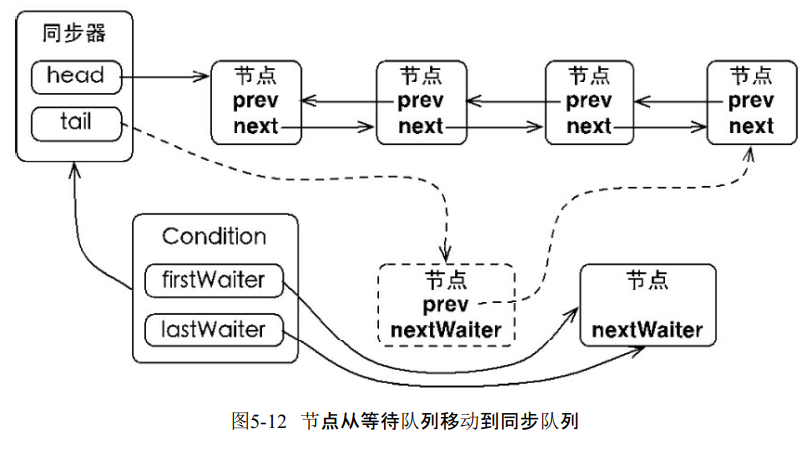 同步器
head
tail
节点
prev
next
节点
prev
next
节点
prev
next
节点
prev
next
Condition
firstWaiter
lastWaiter
节点
prev
nextWaiter
节点
nextWaiter
图5-12 节点从等待队列移动到同步队列